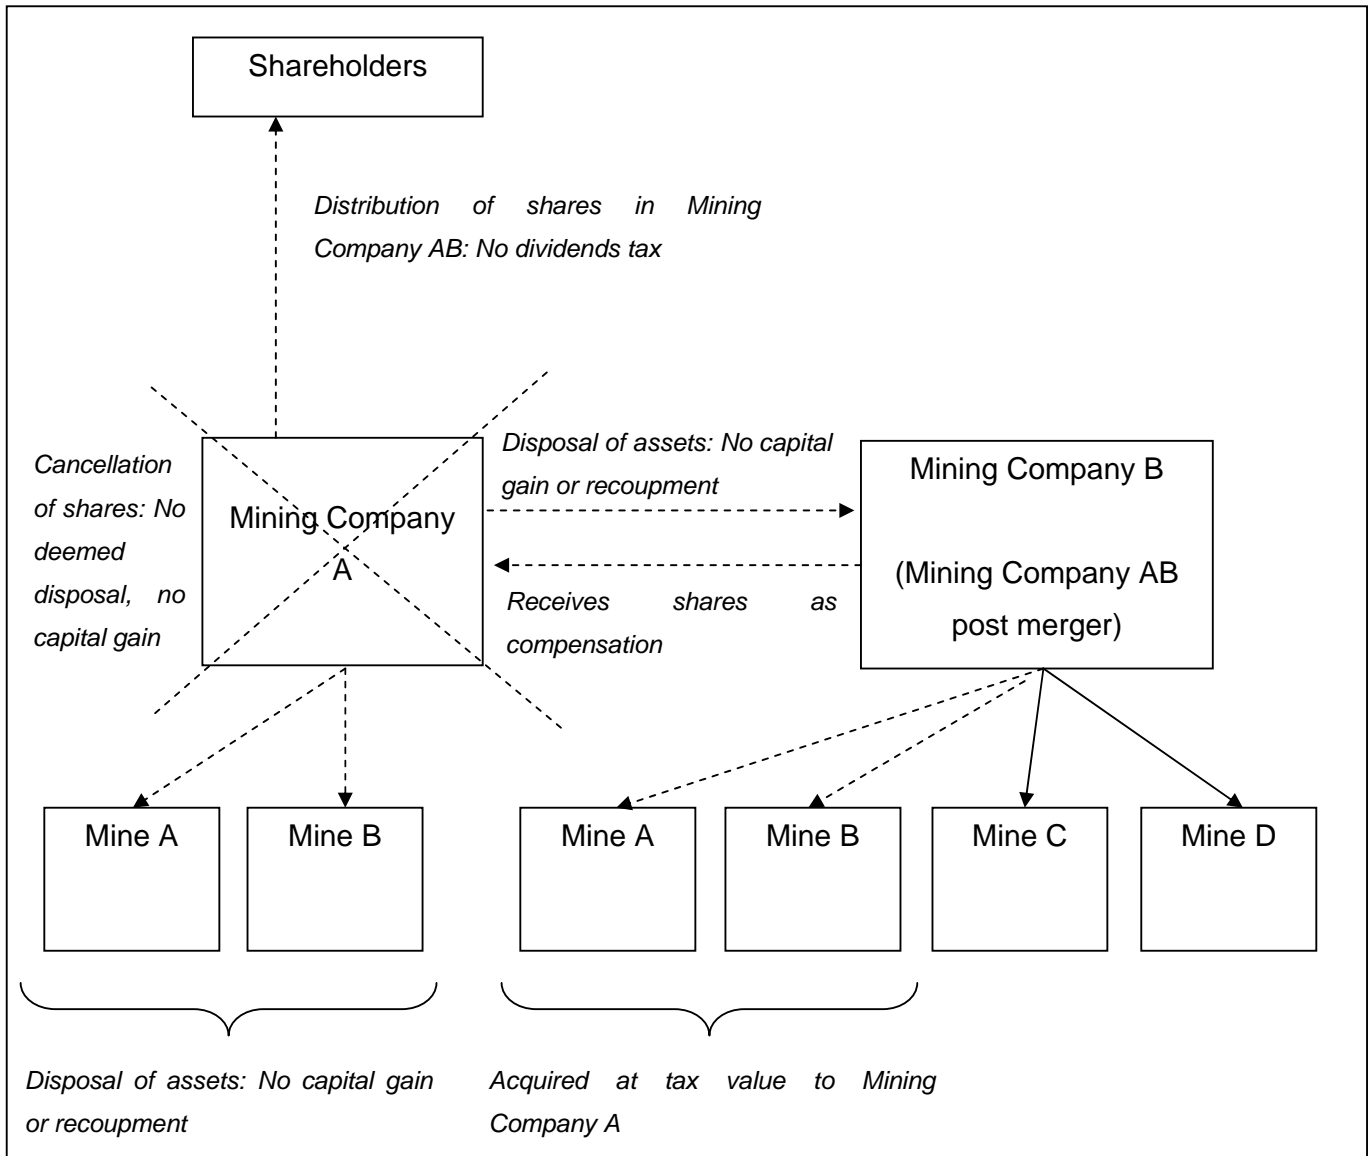 Shareholders
Distribution of shares in Mining
Company AB: No dividends tax
Cancellation
of shares: No
deemed
disposal, no
capital gain
Mining Company
A
Disposal of assets: No capital
gain or recoupment
Receives shares as
compensation
Mining Company B
(Mining Company AB
post merger)
Mine A
Mine B
Mine A
Mine B
Mine C
Mine D
Disposal of assets: No capital gain
or recoupment
Acquired at tax value to Mining
Company A